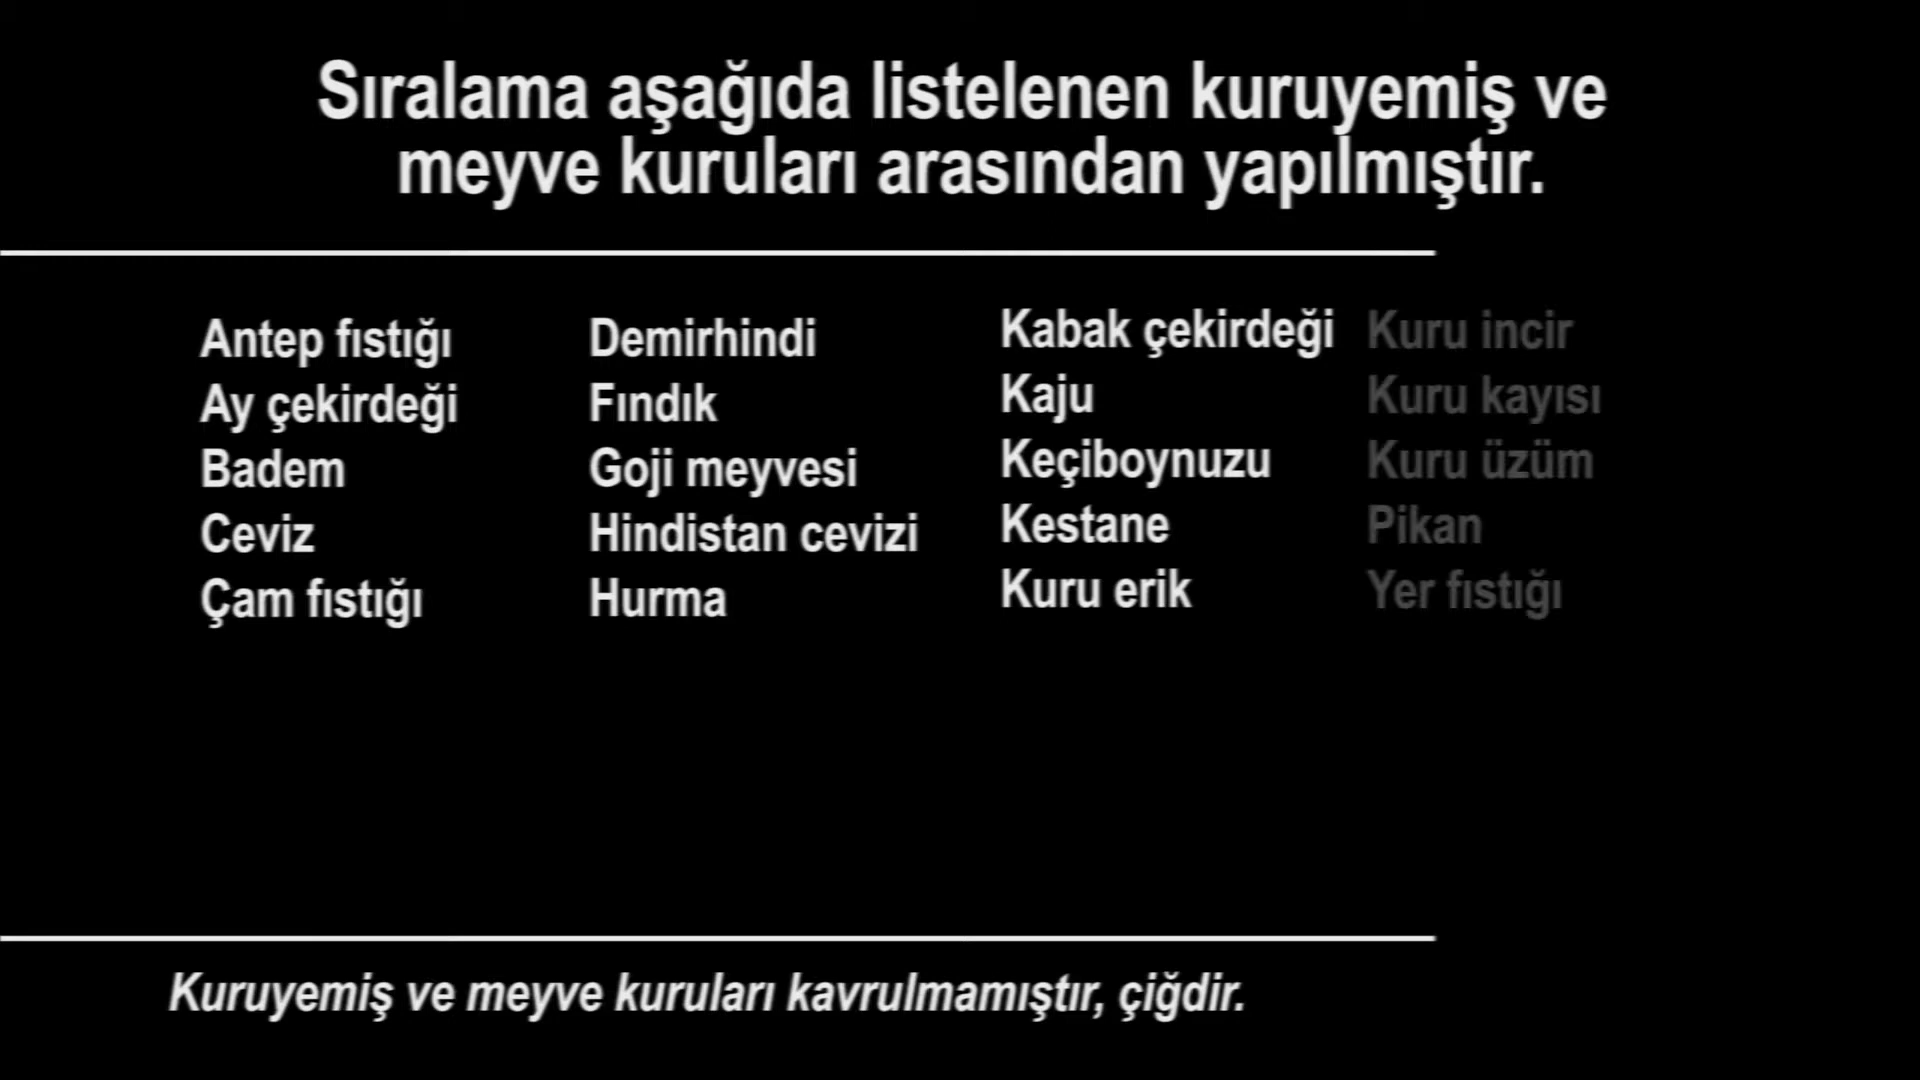 Sıralama aşağıda listelenen kuruyemiş ve
meyve kuruları arasından yapılmıştır.
Antep fıstığı
Ay çekirdeği
Badem
Ceviz
Çam fıstığı
Demirhindi
Fındık
Goji meyvesi
Hindistan cevizi
Hurma
Kabak çekirdeği
Kaju
Keçiboynuzu
Kestane
Kuru erik
Kuru incir
Kuru kayısı
Kuru üzüm
Pikan
Yer fıstığı
Kuruyemiş ve meyve kuruları kavrulmamıştır, çiğdir.